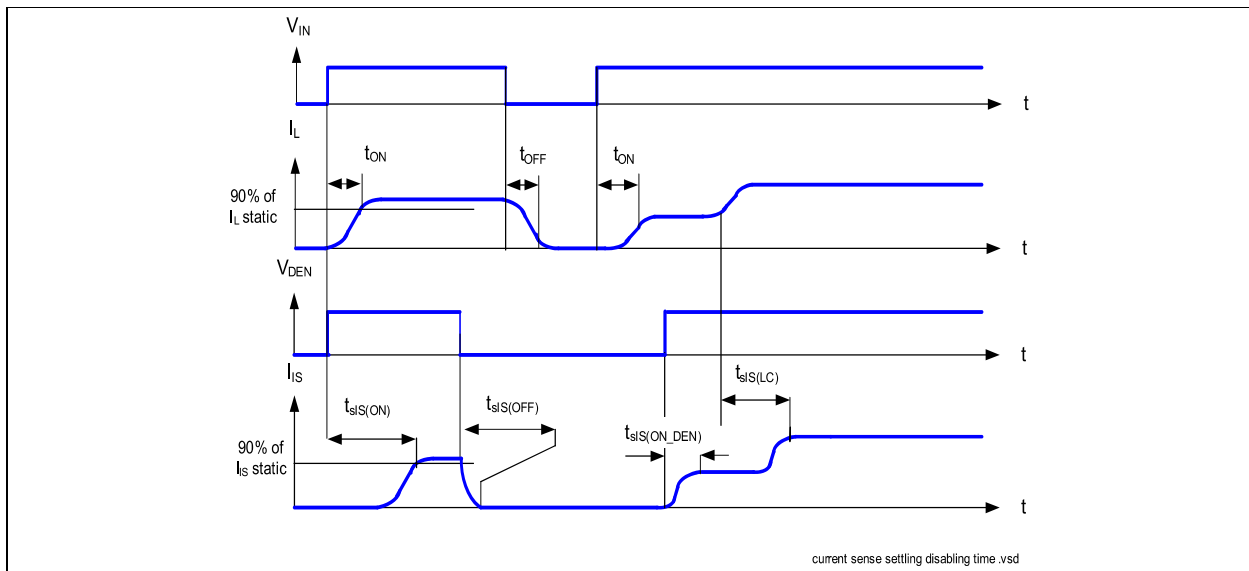 VIN
t
IL
tON
tOFF
tON
90% of
IL static
t
VDEN
t
IIS
tsIS(ON)
tsIS(OFF)
tsIS(LC)
tsIS(ON_DEN)
90% of
IIS static
t
current sense settling disabling time .vsd